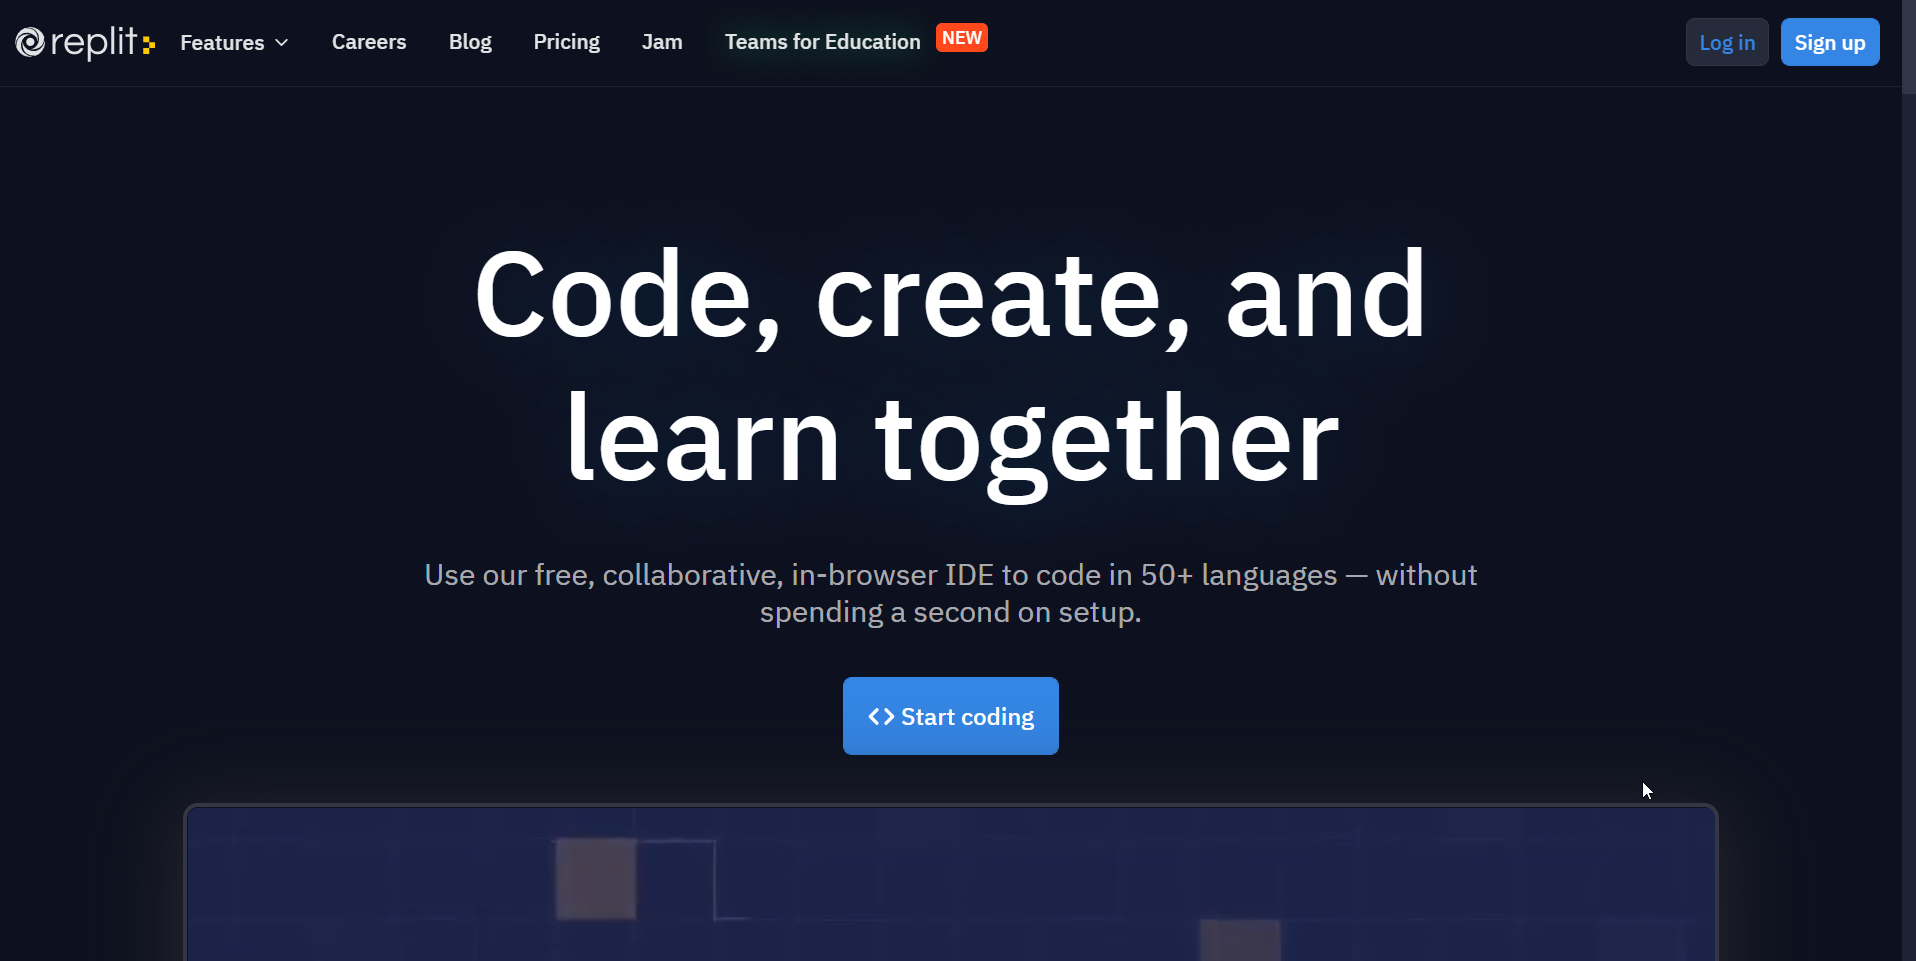 replit Features Careers Blog Pricing Jam Teams for Education NEW Log in Sign up
Code, create, and
learn together
Use our free, collaborative, in-browser IDE to code in 50+ languages — without
spending a second on setup.
<> Start coding